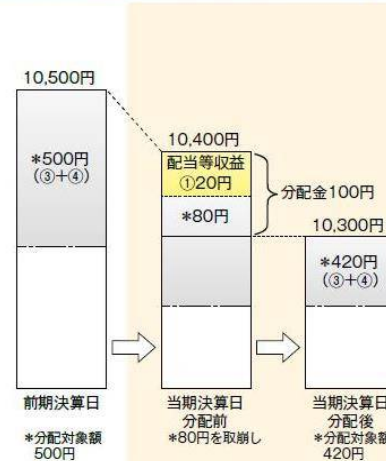 10,500円
*500円
(③+④)
10,400円
配当等収益
①20円
*80円
分配金100円
10,300円
*420円
(③+④)
前期決算日
*分配対象額
500円
当期決算日
分配前
*80円を取崩し
当期決算日
分配後
*分配対象額
420円